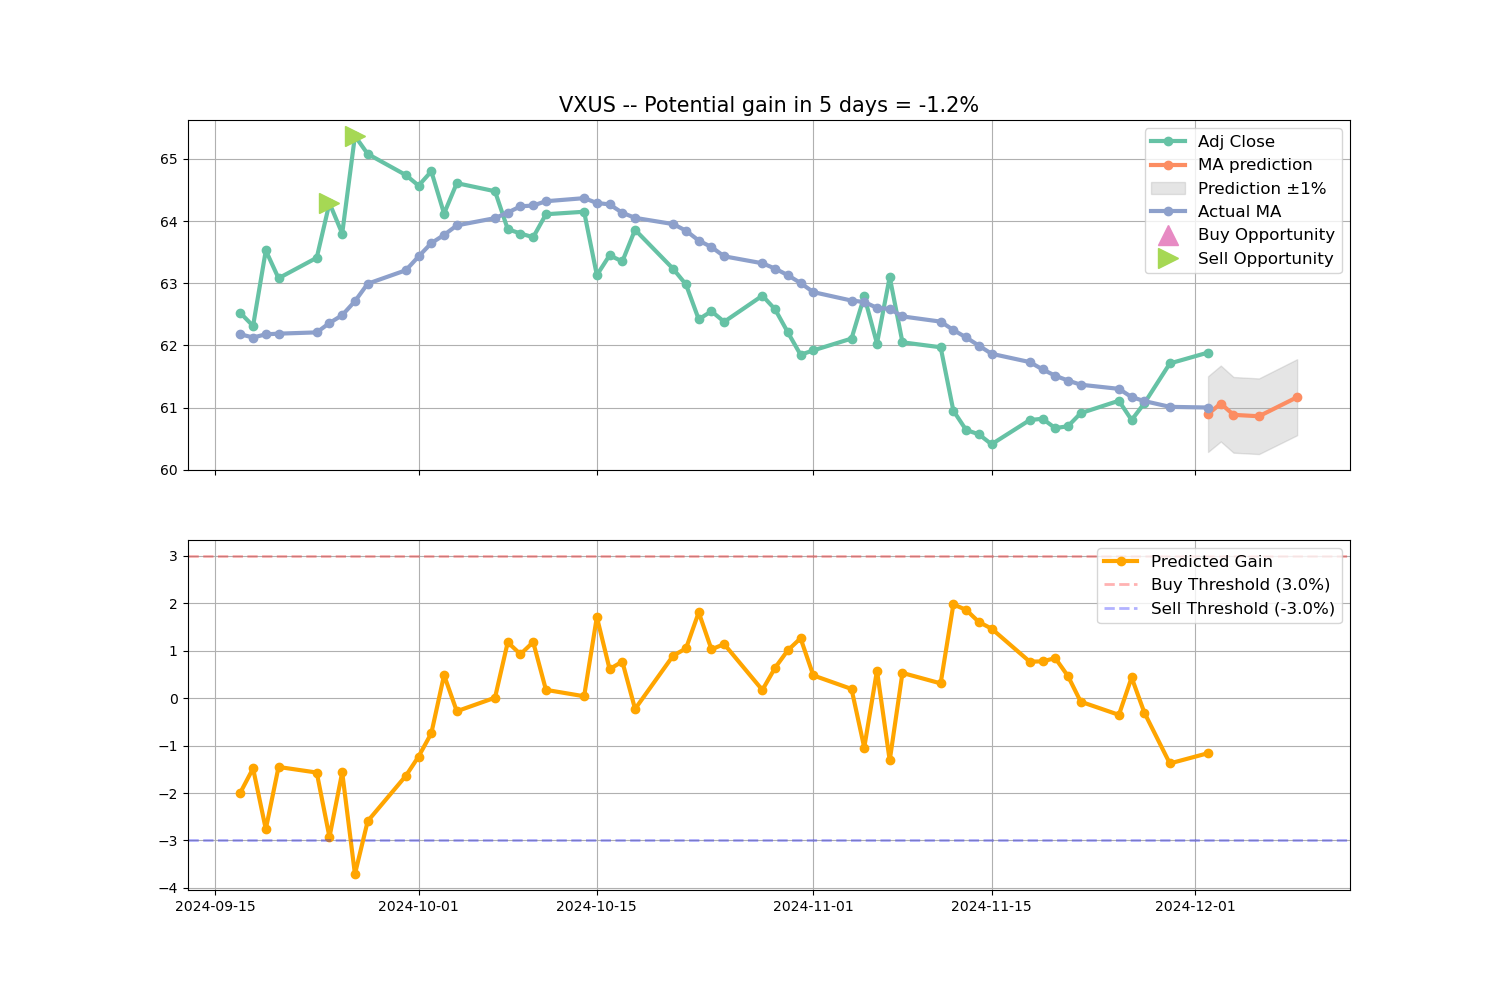 VXUS -- Potential gain in 5 days = -1.2%
65
64
63
62
61
60
Adj Close
MA prediction
Prediction ±1%
Actual MA
Buy Opportunity
Sell Opportunity
3
2
1
0
−1
−2
−3
−4
Predicted Gain
Buy Threshold (3.0%)
Sell Threshold (-3.0%)
2024-09-15 2024-10-01 2024-10-15 2024-11-01 2024-11-15 2024-12-01